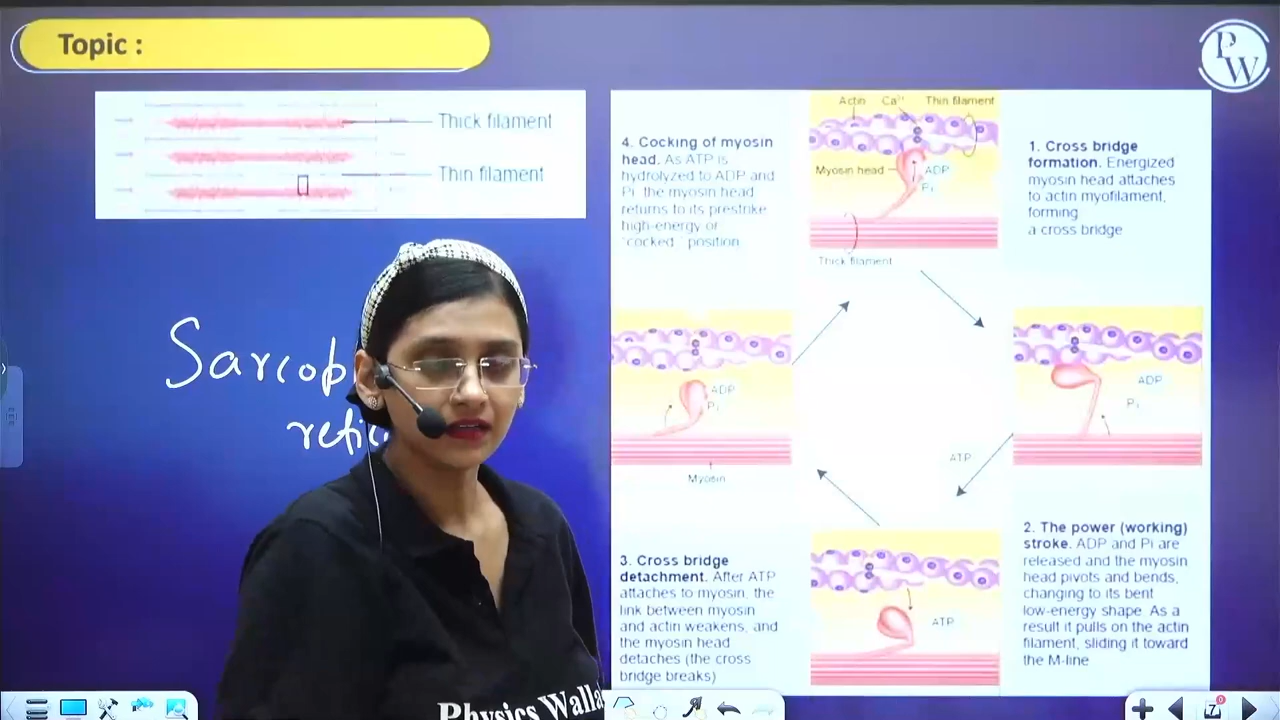 Topic :
P
W
Thick filament
Thin filament
4. Cocking of myosin
head. As ATP is
hydrolyzed to ADP and
Pi, the myosin head
returns to its prestrike
high-energy or
"cocked" position
Actin Ca²⁺ Thin filament
Myosin head
ADP
Pi
Thick filament
1. Cross bridge
formation. Energized
myosin head attaches
to actin myofilament,
forming
a cross bridge
Sarcop
reti
ADP
Pi
Myosin
ADP
Pi
ATP
3. Cross bridge
detachment. After ATP
attaches to myosin, the
link between myosin
and actin weakens, and
the myosin head
detaches (the cross
bridge breaks)
ATP
2. The power (working)
stroke. ADP and Pi are
released and the myosin
head pivots and bends,
changing to its bent
low-energy shape. As a
result it pulls on the actin
filament, sliding it toward
the M-line
Physics Walla
7